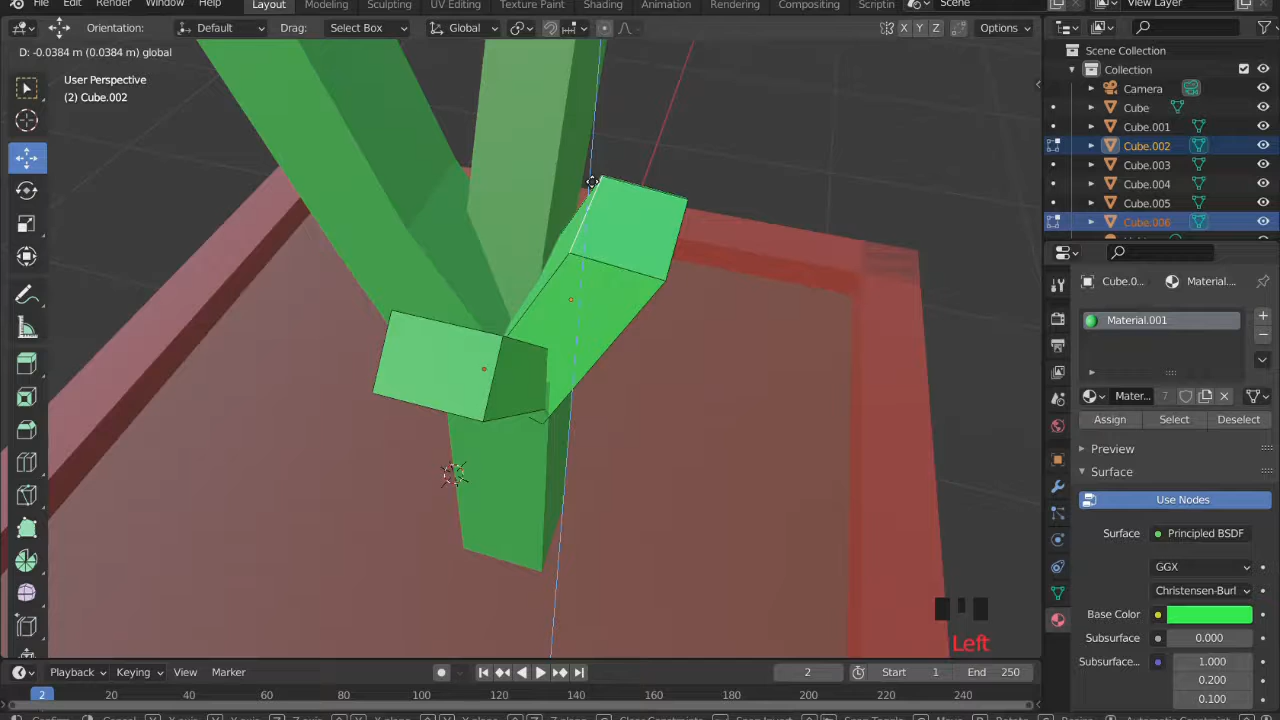 File Edit Render Window Help Layout Modeling Sculpting UV Editing Texture Paint Shading Animation Rendering Compositing Scriptin Scene View Layer
Orientation: Default Drag: Select Box Global X Y Z Options
D: -0.0384 m (0.0384 m) global
User Perspective
(2) Cube.002
Scene Collection
Collection
Camera
Cube
Cube.001
Cube.002
Cube.003
Cube.004
Cube.005
Cube.006
Cube.0... Material....
Material.001
Mater... 7
Assign Select Deselect
Preview
Surface
Use Nodes
Surface Principled BSDF
GGX
Christensen-Burl
Base Color
Subsurface 0.000
Subsurface... 1.000
0.200
0.100
Left
Playback Keying View Marker 2 Start 1 End 250
2 20 40 60 80 100 120 140 160 180 200 220 240